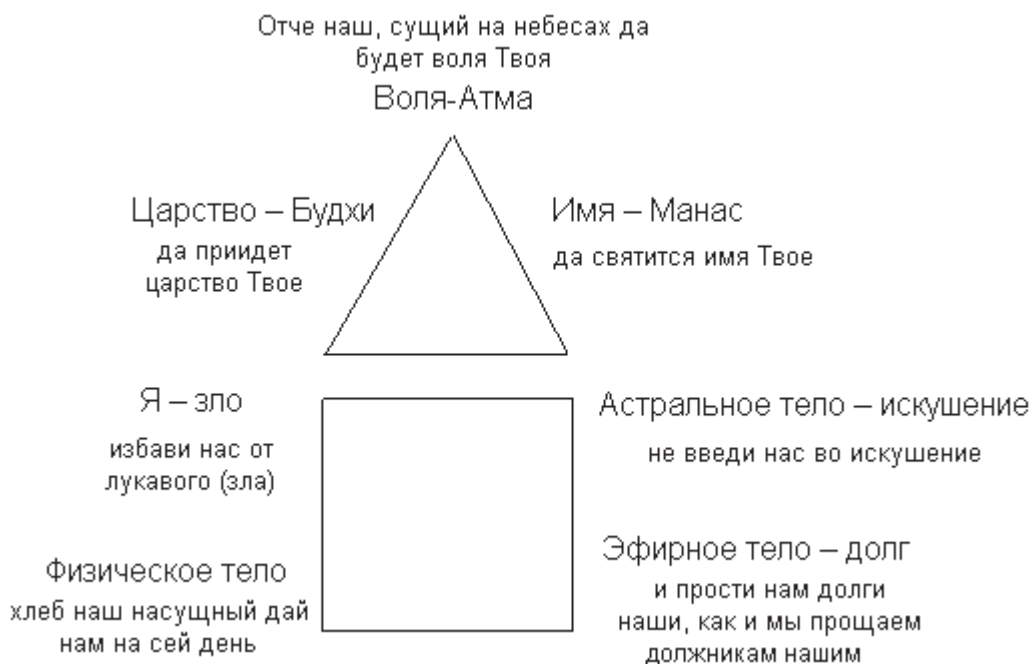 Отче наш, сущий на небесах да
будет воля Твоя
Воля-Атма
Царство – Будхи
да приидет
царство Твое
Имя – Манас
да святится имя Твое
Я – зло
избави нас от
лукавого (зла)
Астральное тело – искушение
не введи нас во искушение
Физическое тело
хлеб наш насущный дай
нам на сей день
Эфирное тело – долг
и прости нам долги
наши, как и мы прощаем
должникам нашим